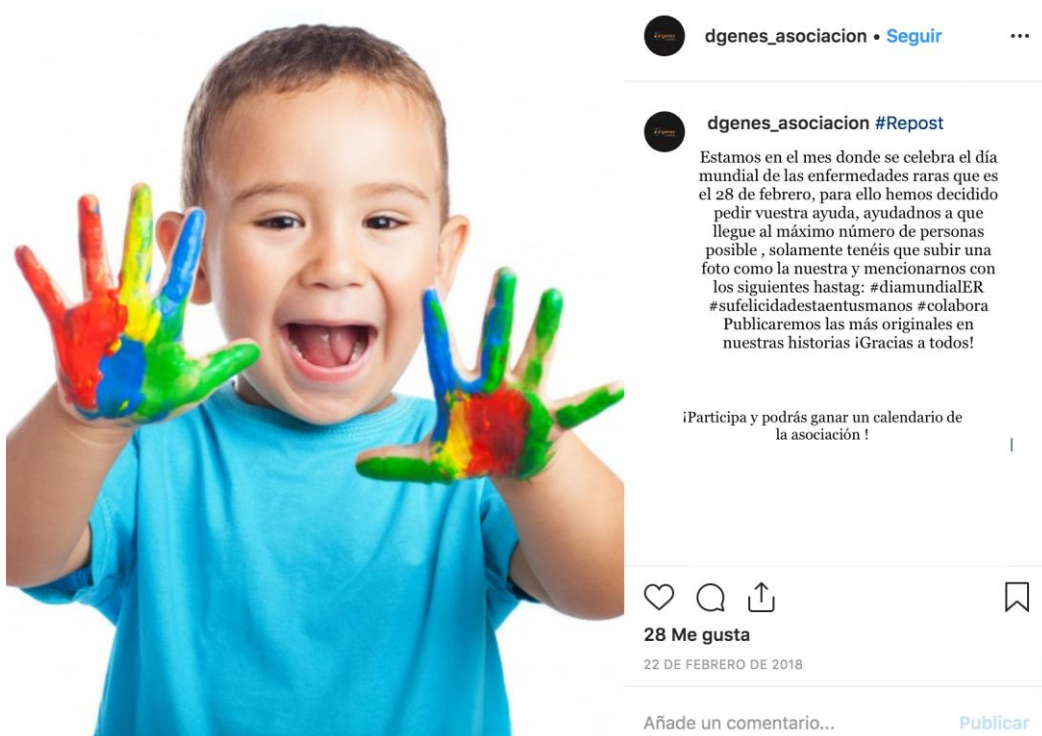 dgenes_asociacion • Seguir
dgenes_asociacion #Repost
Estamos en el mes donde se celebra el día
mundial de las enfermedades raras que es
el 28 de febrero, para ello hemos decidido
pedir vuestra ayuda, ayudadnos a que
llegue al máximo número de personas
posible , solamente tenéis que subir una
foto como la nuestra y mencionarnos con
los siguientes hastag: #diamundialER
#sufelicidadestaentusmanos #colabora
Publicaremos las más originales en
nuestras historias ¡Gracias a todos!
¡Participa y podrás ganar un calendario de
la asociación !
28 Me gusta
22 DE FEBRERO DE 2018
Añade un comentario... Publicar